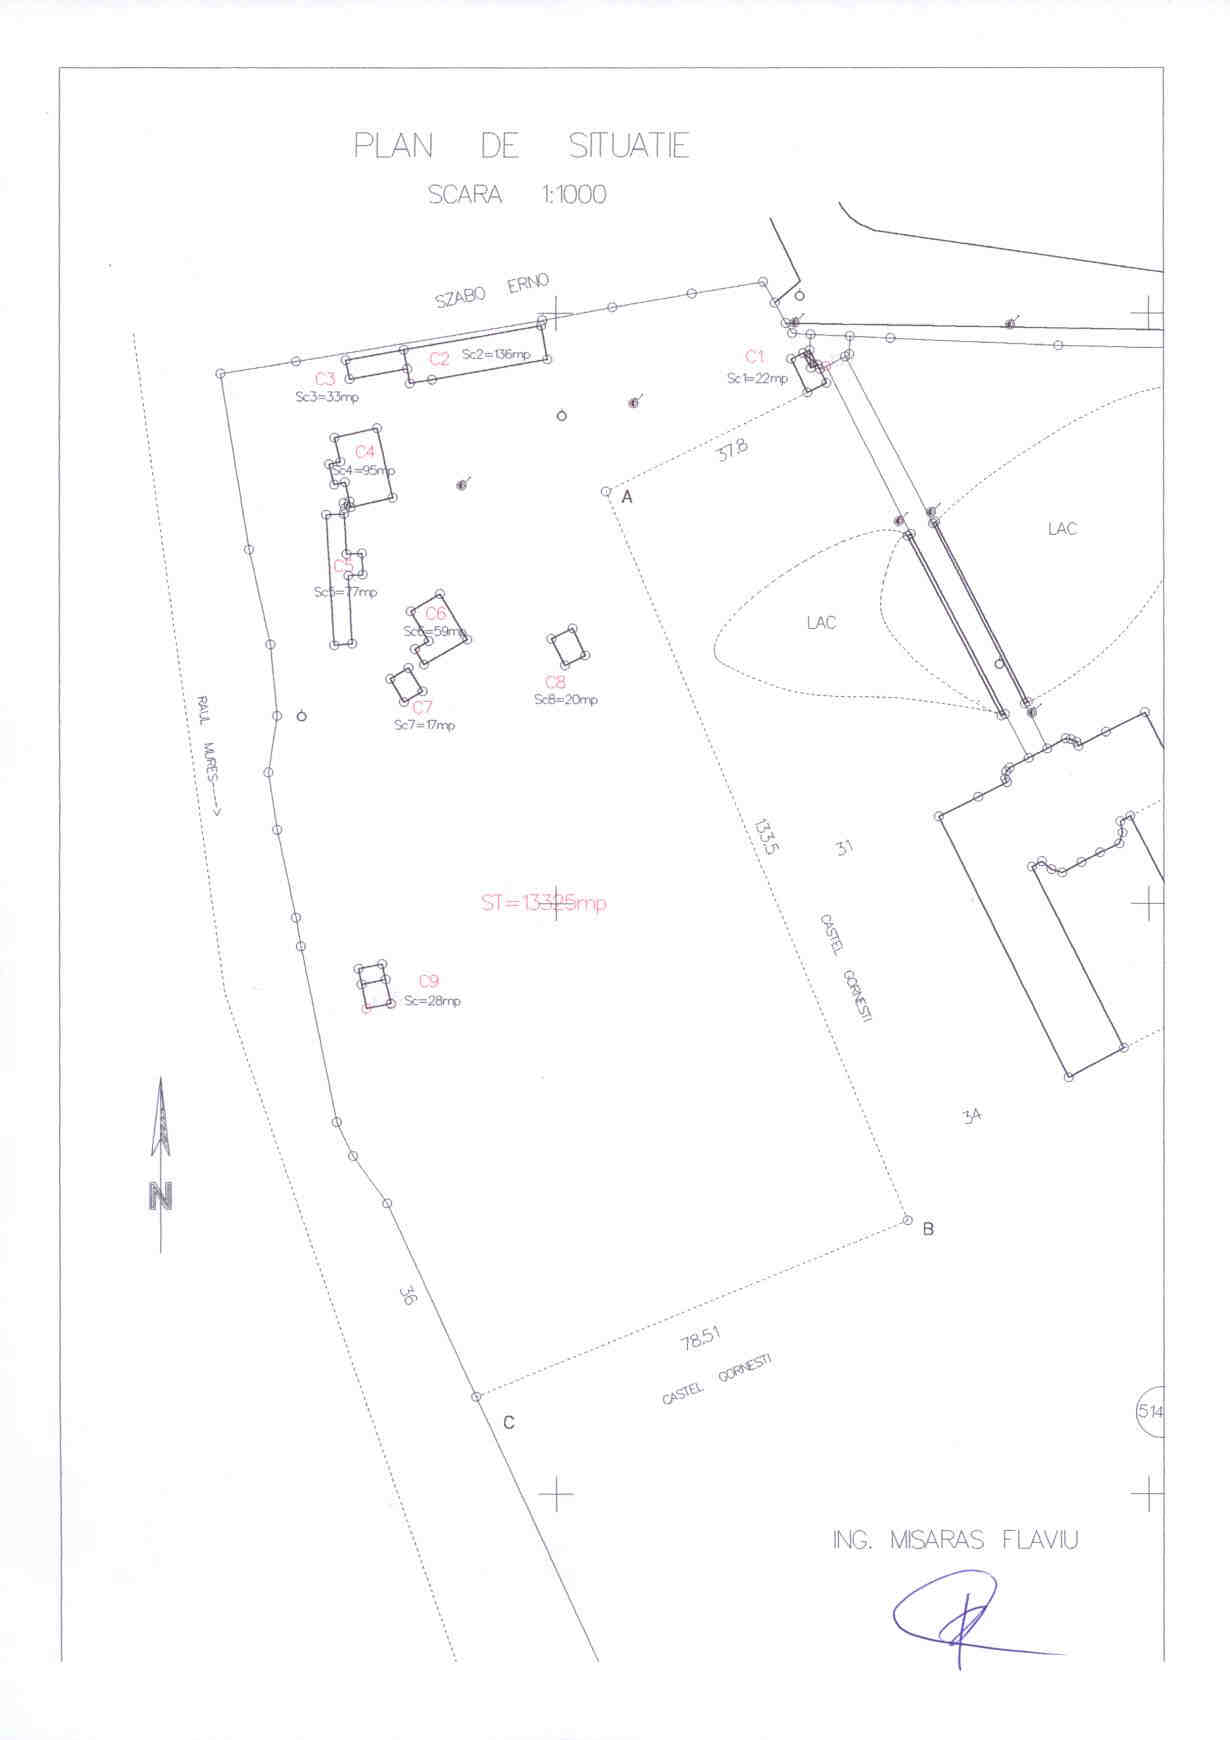 PLAN DE SITUATIE
SCARA 1:1000
SZABO ERNO
C1
Sc1=22mp
C2
Sc2=136mp
C3
Sc3=33mp
C4
Sc4=95mp
37.8
A
LAC
C5
Sc5=77mp
C6
Sc6=59mp
LAC
C8
Sc8=20mp
C7
Sc7=17mp
RAUL MURES
133.5
31
ST=13325mp
CASTEL GORNESTI
C9
Sc=28mp
34
N
B
36
78.51
CASTEL GORNESTI
C
514
ING. MISARAS FLAVIU